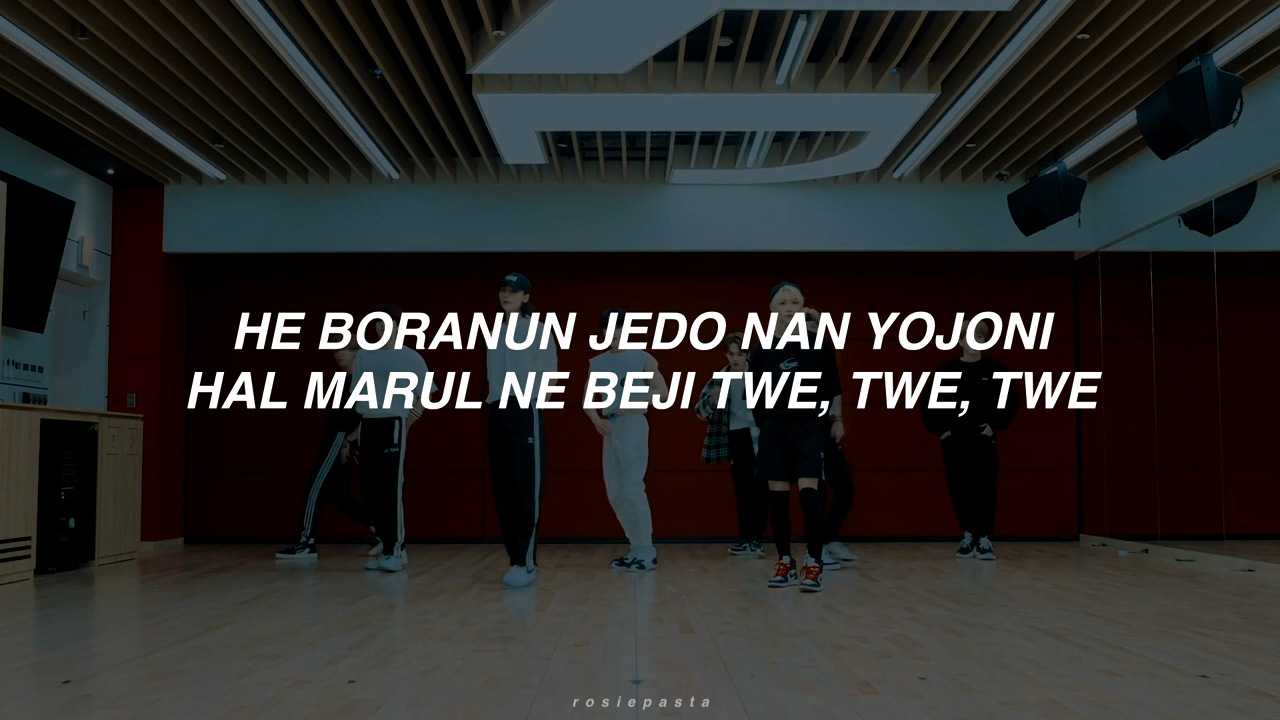 HE BORANUN JEDO NAN YOJONI
HAL MARUL NE BEJI TWE, TWE, TWE
rosiepasta